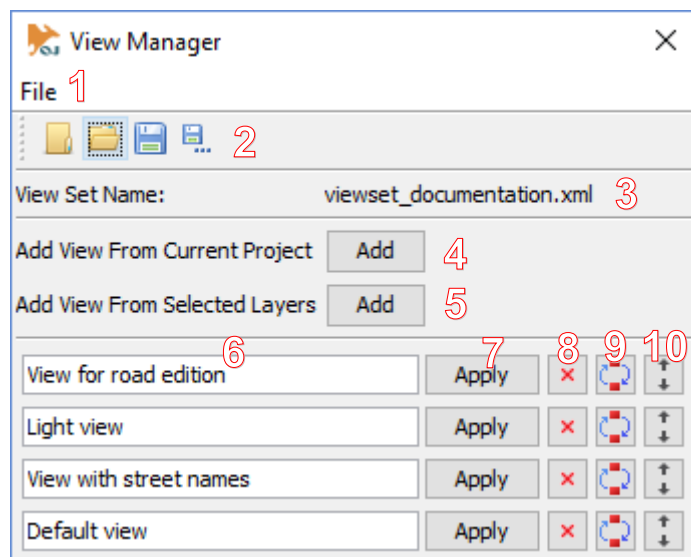 View Manager
File 1
2
View Set Name: viewset_documentation.xml 3
Add View From Current Project Add 4
Add View From Selected Layers Add 5
6 7 8 9 10
View for road edition Apply
Light view Apply
View with street names Apply
Default view Apply